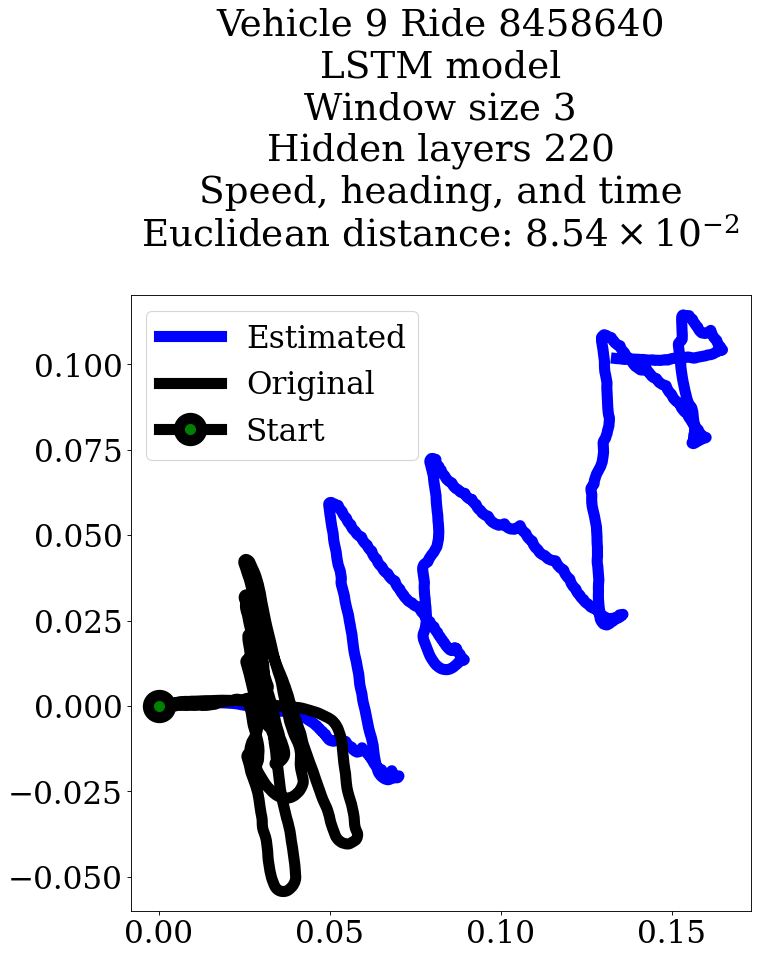 Vehicle 9 Ride 8458640
LSTM model
Window size 3
Hidden layers 220
Speed, heading, and time
Euclidean distance: 8.54 × 10⁻²
Estimated
Original
Start
0.100
0.075
0.050
0.025
0.000
−0.025
−0.050
0.00 0.05 0.10 0.15